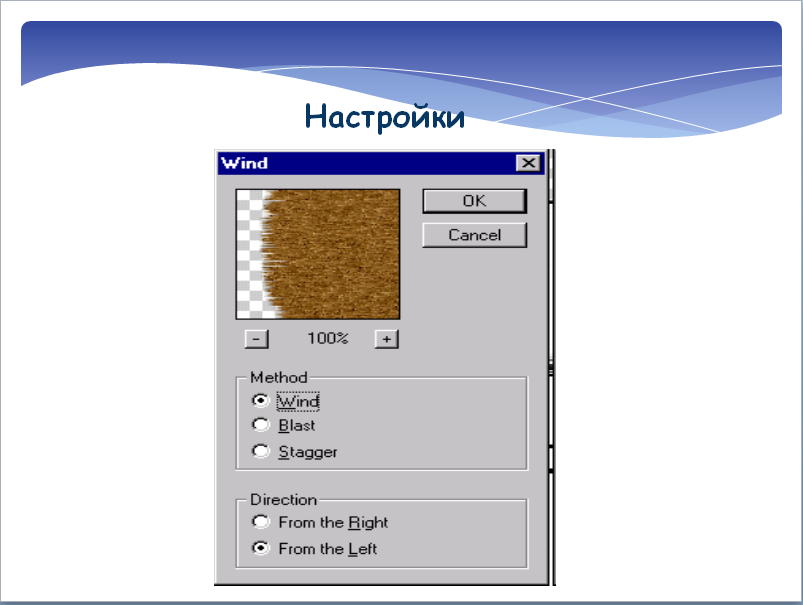 Настройки
Wind
OK
Cancel
- 100% +
Method
Wind
Blast
Stagger
Direction
From the Right
From the Left